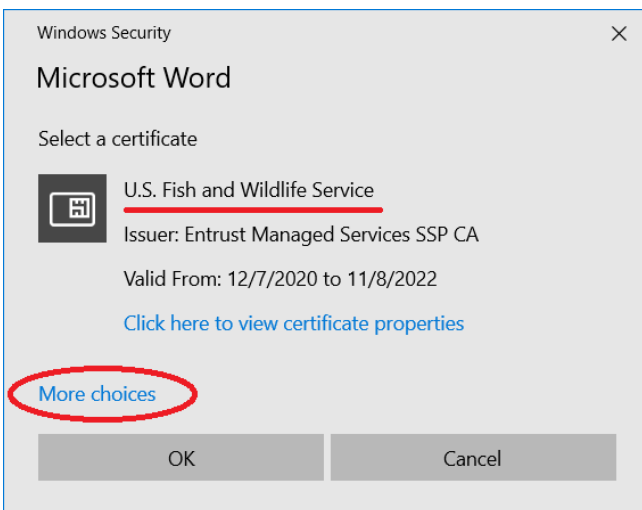 Windows Security
Microsoft Word
Select a certificate
U.S. Fish and Wildlife Service
Issuer: Entrust Managed Services SSP CA
Valid From: 12/7/2020 to 11/8/2022
Click here to view certificate properties
More choices
OK Cancel